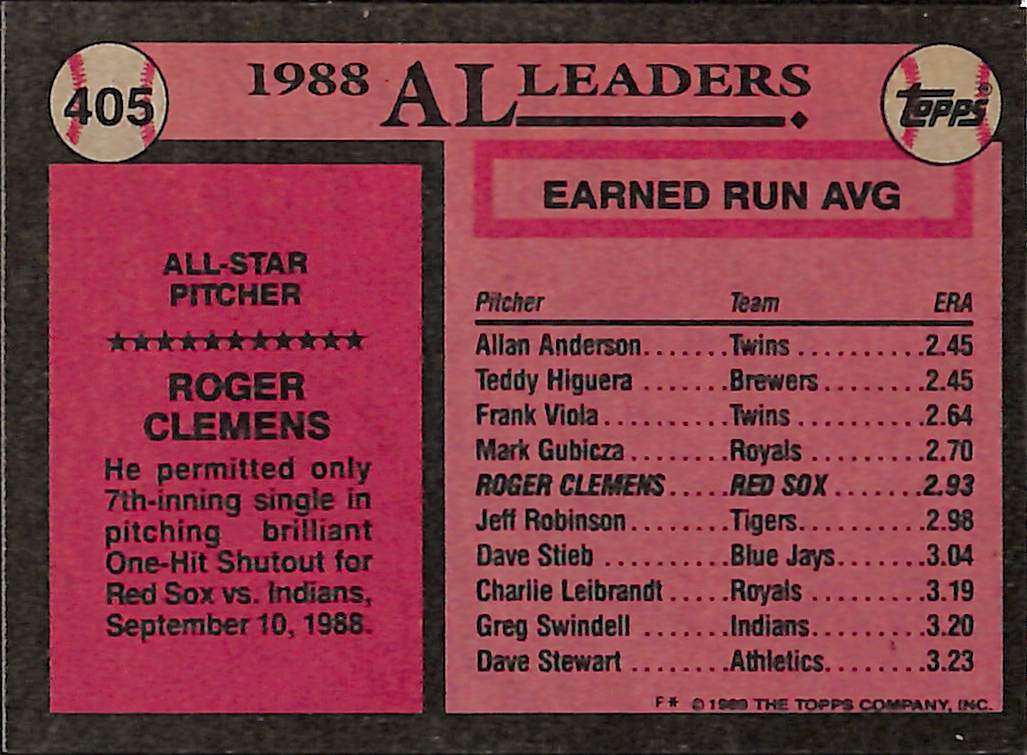 405
1988 AL LEADERS.
TOPPS®
EARNED RUN AVG
ALL-STAR
PITCHER
★★★★★★★★★★★
ROGER
CLEMENS
He permitted only
7th-inning single in
pitching brilliant
One-Hit Shutout for
Red Sox vs. Indians,
September 10, 1988.
Pitcher Team ERA
Allan Anderson.......Twins ..........2.45
Teddy Higuera .......Brewers.........2.45
Frank Viola..........Twins ..........2.64
Mark Gubicza ........Royals .........2.70
ROGER CLEMENS .....RED SOX .......2.93
Jeff Robinson........Tigers..........2.98
Dave Stieb ..........Blue Jays.......3.04
Charlie Leibrandt ....Royals .........3.19
Greg Swindell .......Indians.........3.20
Dave Stewart ........Athletics.......3.23
F* © 1989 THE TOPPS COMPANY, INC.